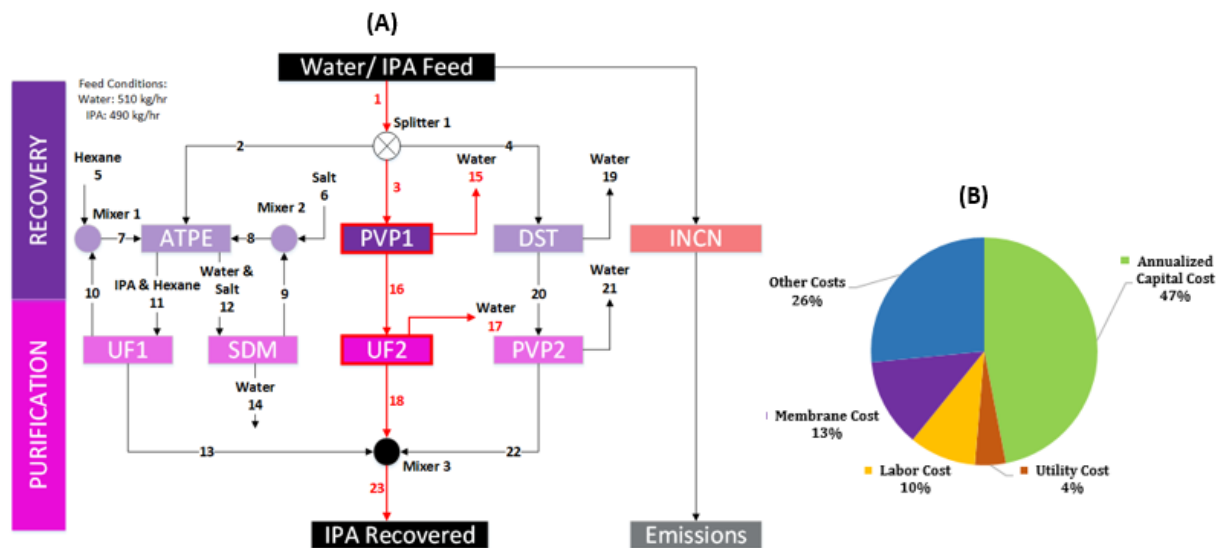 (A)
Water/ IPA Feed
Feed Conditions:
Water: 510 kg/hr
IPA: 490 kg/hr
1
Splitter 1
2
4
Hexane
5
Salt
6
Water
15
Water
19
3
Mixer 1
Mixer 2
7
ATPE
8
PVP1
DST
INCN
RECOVERY
10
IPA & Hexane
11
Water &
Salt
12
9
16
20
Water
21
Water
17
UF1
SDM
UF2
PVP2
Water
14
18
13
22
Mixer 3
23
PURIFICATION
IPA Recovered
Emissions
(B)
Annualized
Capital Cost
47%
Other Costs
26%
Membrane Cost
13%
Labor Cost
10%
Utility Cost
4%